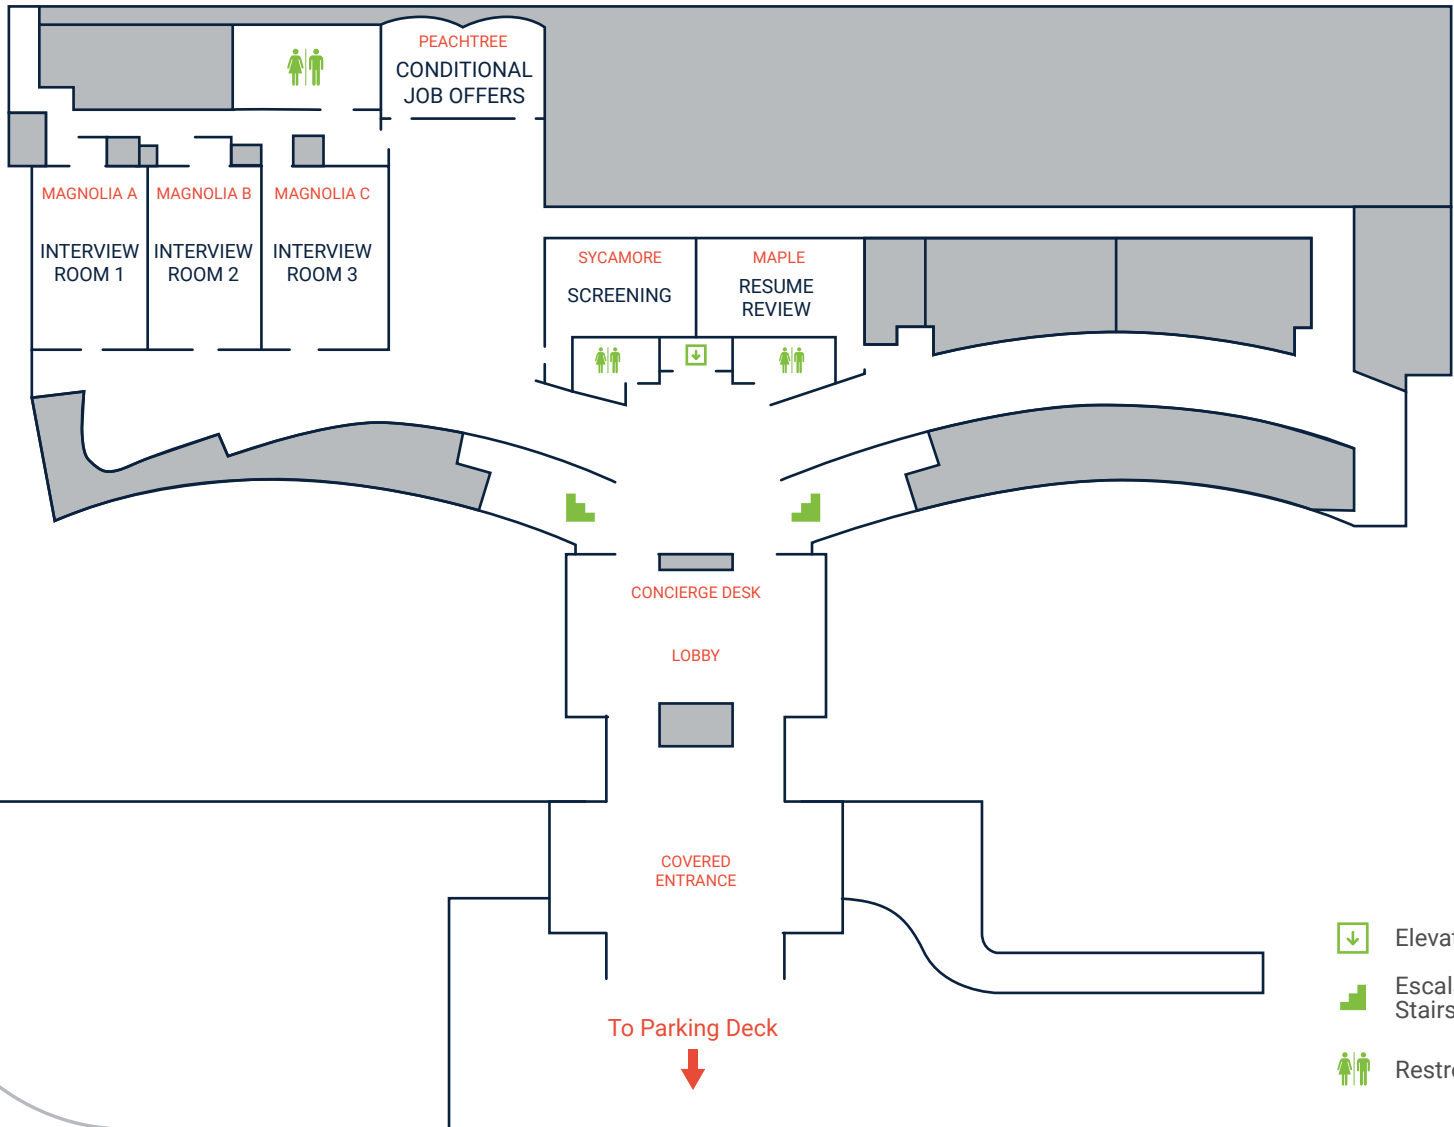 PEACHTREE
CONDITIONAL
JOB OFFERS
MAGNOLIA A
INTERVIEW
ROOM 1
MAGNOLIA B
INTERVIEW
ROOM 2
MAGNOLIA C
INTERVIEW
ROOM 3
SYCAMORE
SCREENING
MAPLE
RESUME
REVIEW
CONCIERGE DESK
LOBBY
COVERED
ENTRANCE
To Parking Deck
Stairs